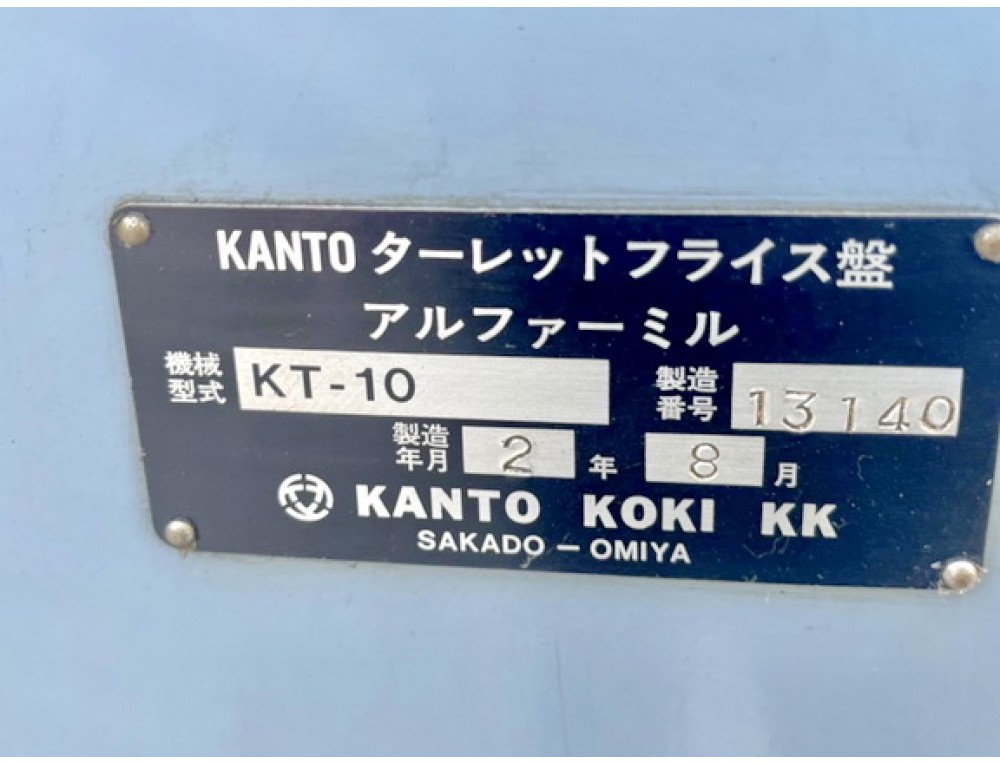 KANTO ターレットフライス盤
アルファーミル
機械型式 KT-10 製造番号 13140
製造年月 2 年 8 月
KANTO KOKI KK
SAKADO - OMIYA